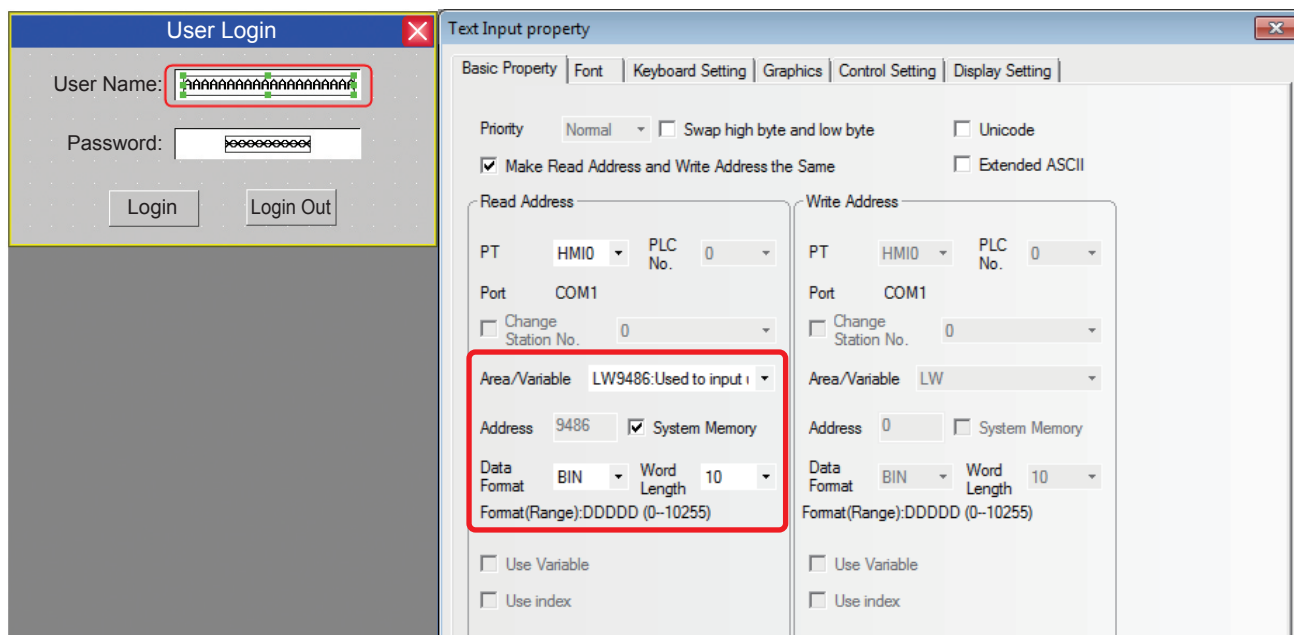 User Login
User Name: AAAAAAAAAAAAAAAAAAAA
Password:
Login Login Out
Text Input property
Basic Property Font Keyboard Setting Graphics Control Setting Display Setting
Priority Normal Swap high byte and low byte Unicode
Make Read Address and Write Address the Same Extended ASCII
Read Address
PT HMI0 PLC No. 0
Port COM1
Change Station No. 0
Area/Variable LW9486:Used to input
Address 9486 System Memory
Data Format BIN Word Length 10
Format(Range):DDDDD (0--10255)
Use Variable
Use index
Write Address
PT HMI0 PLC No. 0
Port COM1
Change Station No. 0
Area/Variable LW
Address 0 System Memory
Data Format BIN Word Length 10
Format(Range):DDDDD (0--10255)
Use Variable
Use index